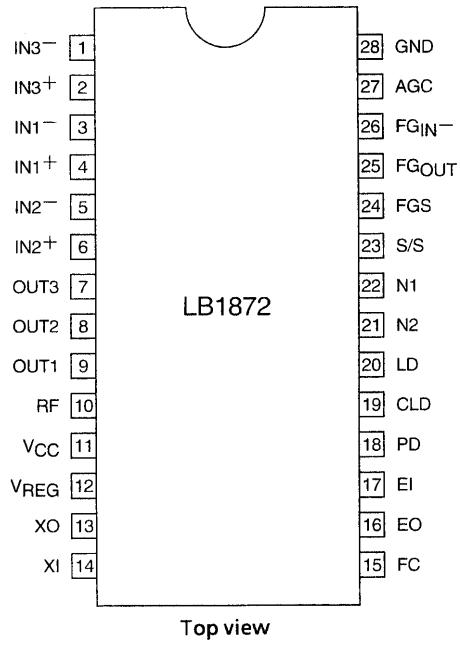 IN3− 1 28 GND
IN3+ 2 27 AGC
IN1− 3 26 FGIN−
IN1+ 4 25 FGOUT
IN2− 5 24 FGS
IN2+ 6 23 S/S
OUT3 7 22 N1
LB1872
OUT2 8 21 N2
OUT1 9 20 LD
RF 10 19 CLD
VCC 11 18 PD
VREG 12 17 EI
XO 13 16 EO
XI 14 15 FC
Top view